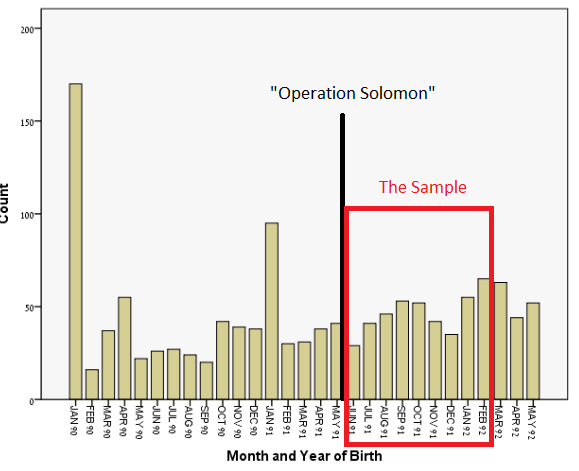 200
"Operation Solomon"
150
The Sample
Count
100
50
0
JAN 90
FEB 90
MAR 90
APR 90
MAY 90
JUN 90
JUL 90
AUG 90
SEP 90
OCT 90
NOV 90
DEC 90
JAN 91
FEB 91
MAR 91
APR 91
MAY 91
JUN 91
JUL 91
AUG 91
SEP 91
OCT 91
NOV 91
DEC 91
JAN 92
FEB 92
MAR 92
APR 92
MAY 92
Month and Year of Birth